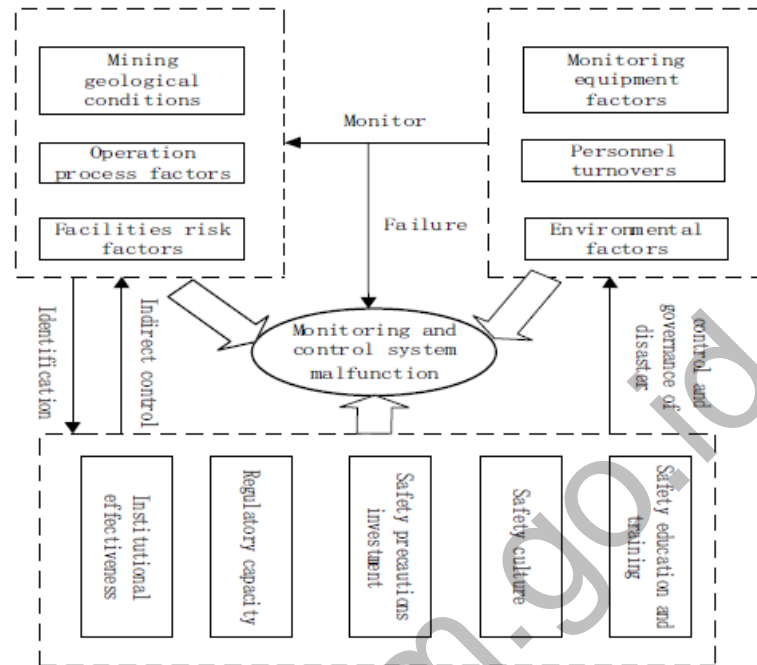 Mining
geological
conditions
Operation
process factors
Facilities risk
factors
Monitor
Failure
Monitoring
equipment
factors
Personnel
turnovers
Environmental
factors
Identification
Indirect control
Monitoring and
control system
malfunction
control and
governance of
disaster
Institutional
effectiveness
Regulatory capacity
Safety precautions
investment
Safety culture
Safety education and
training
m.go.id